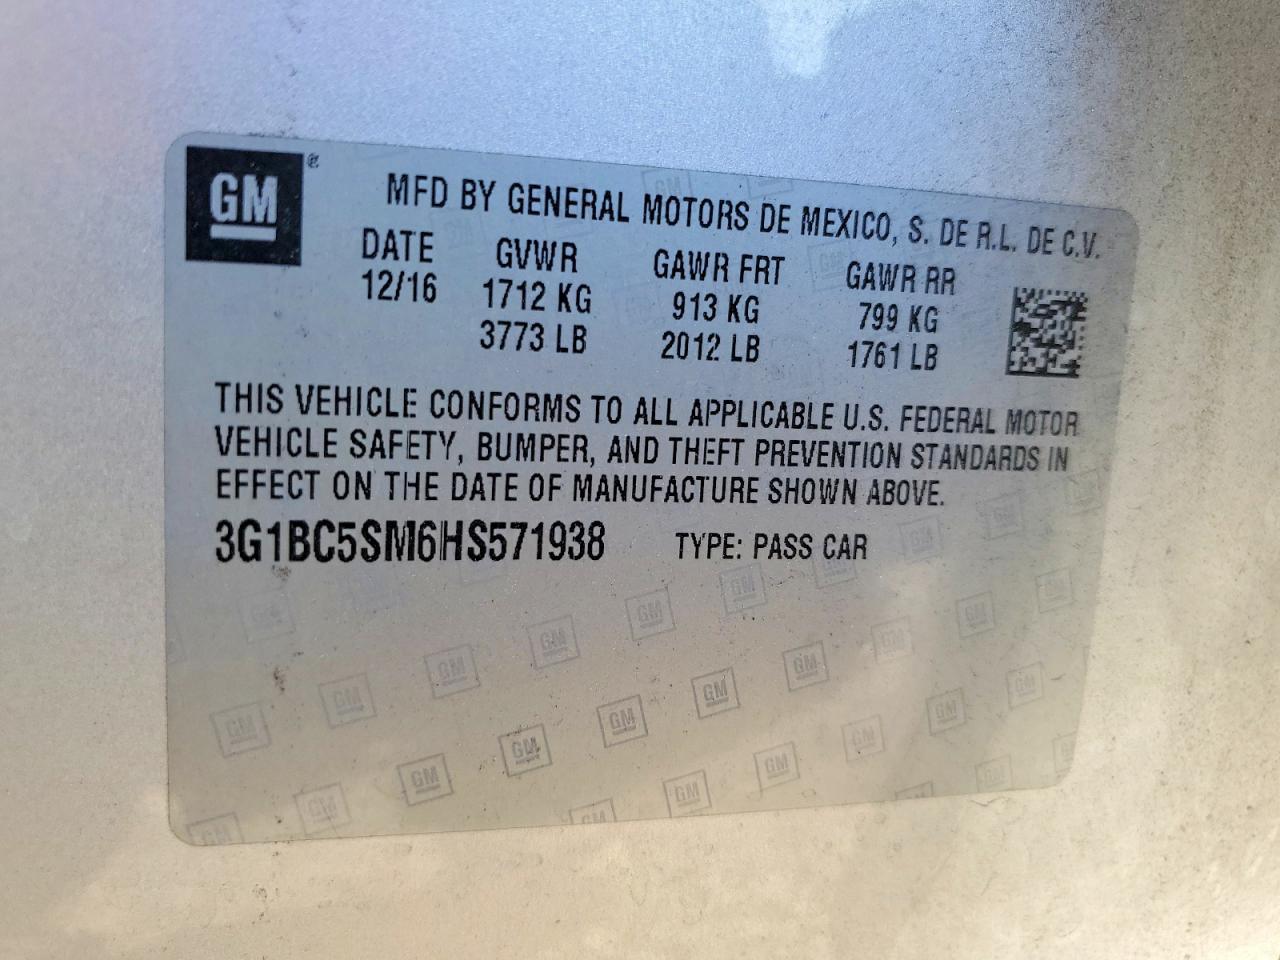 GM ®
MFD BY GENERAL MOTORS DE MEXICO, S. DE R.L. DE C.V.
DATE GVWR GAWR FRT GAWR RR
12/16 1712 KG 913 KG 799 KG
3773 LB 2012 LB 1761 LB
THIS VEHICLE CONFORMS TO ALL APPLICABLE U.S. FEDERAL MOTOR
VEHICLE SAFETY, BUMPER, AND THEFT PREVENTION STANDARDS IN
EFFECT ON THE DATE OF MANUFACTURE SHOWN ABOVE.
3G1BC5SM6HS571938 TYPE: PASS CAR